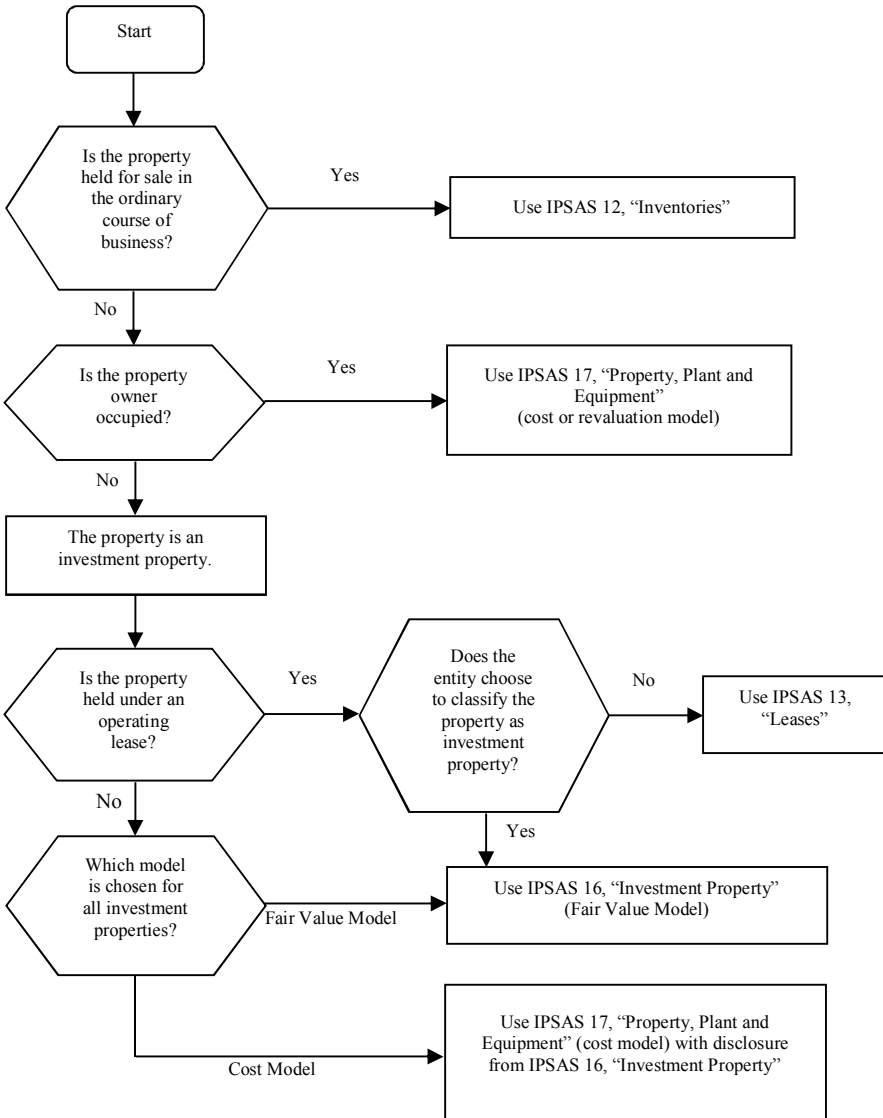 Start
Is the property
held for sale in
the ordinary
course of
business?
Yes
Use IPSAS 12, “Inventories”
No
Is the property
owner
occupied?
Yes
Use IPSAS 17, “Property, Plant and
Equipment”
(cost or revaluation model)
No
The property is an
investment property.
Is the property
held under an
operating
lease?
Yes
Does the
entity choose
to classify the
property as
investment
property?
No
Use IPSAS 13,
“Leases”
No
Yes
Which model
is chosen for
all investment
properties?
Fair Value Model
Use IPSAS 16, “Investment Property”
(Fair Value Model)
Cost Model
Use IPSAS 17, “Property, Plant and
Equipment” (cost model) with disclosure
from IPSAS 16, “Investment Property”